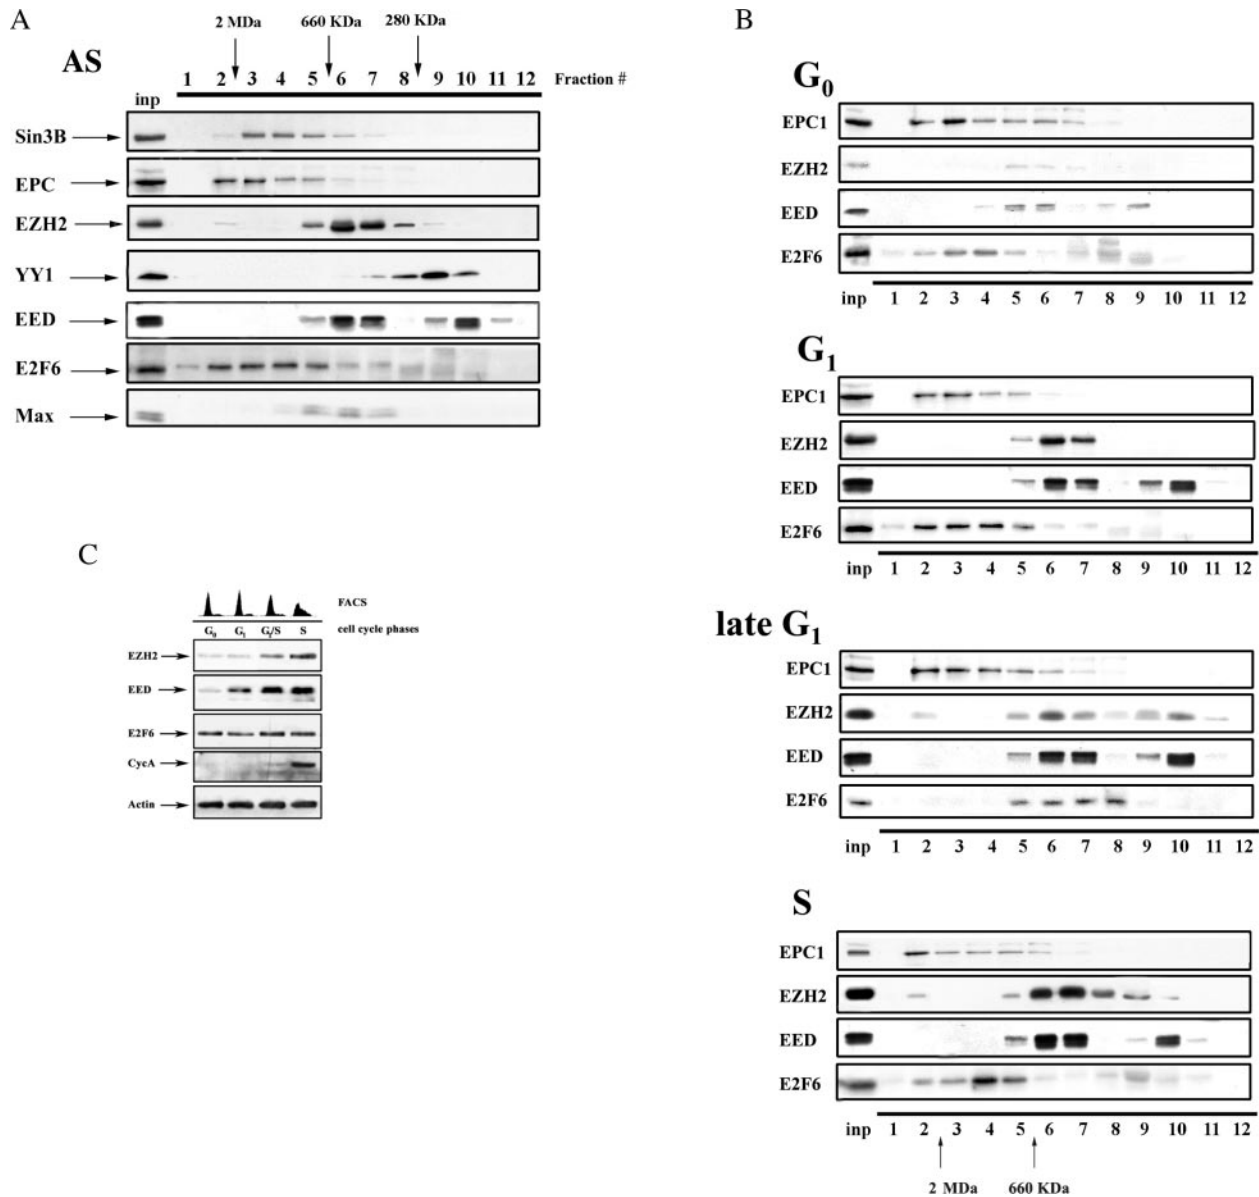 A
2 MDa 660 KDa 280 KDa
AS
1 2 3 4 5 6 7 8 9 10 11 12 Fraction #
inp
Sin3B
EPC
EZH2
YY1
EED
E2F6
Max
C
FACS
G0 G1 G1/S S cell cycle phases
EZH2
EED
E2F6
CycA
Actin
B
G0
EPC1
EZH2
EED
E2F6
inp 1 2 3 4 5 6 7 8 9 10 11 12
G1
EPC1
EZH2
EED
E2F6
inp 1 2 3 4 5 6 7 8 9 10 11 12
late G1
EPC1
EZH2
EED
E2F6
inp 1 2 3 4 5 6 7 8 9 10 11 12
S
EPC1
EZH2
EED
E2F6
inp 1 2 3 4 5 6 7 8 9 10 11 12
2 MDa 660 KDa